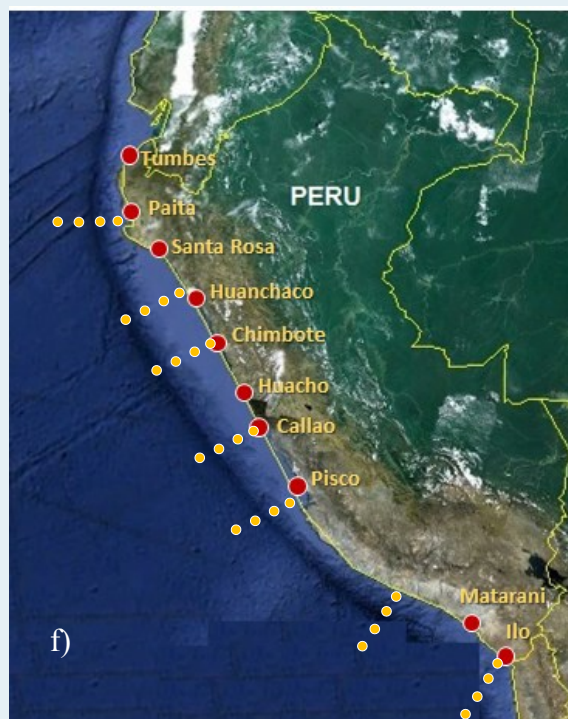 Tumbes
PERU
Paita
Santa Rosa
Huanchaco
Chimbote
Huacho
Callao
Pisco
Matarani
Ilo
f)